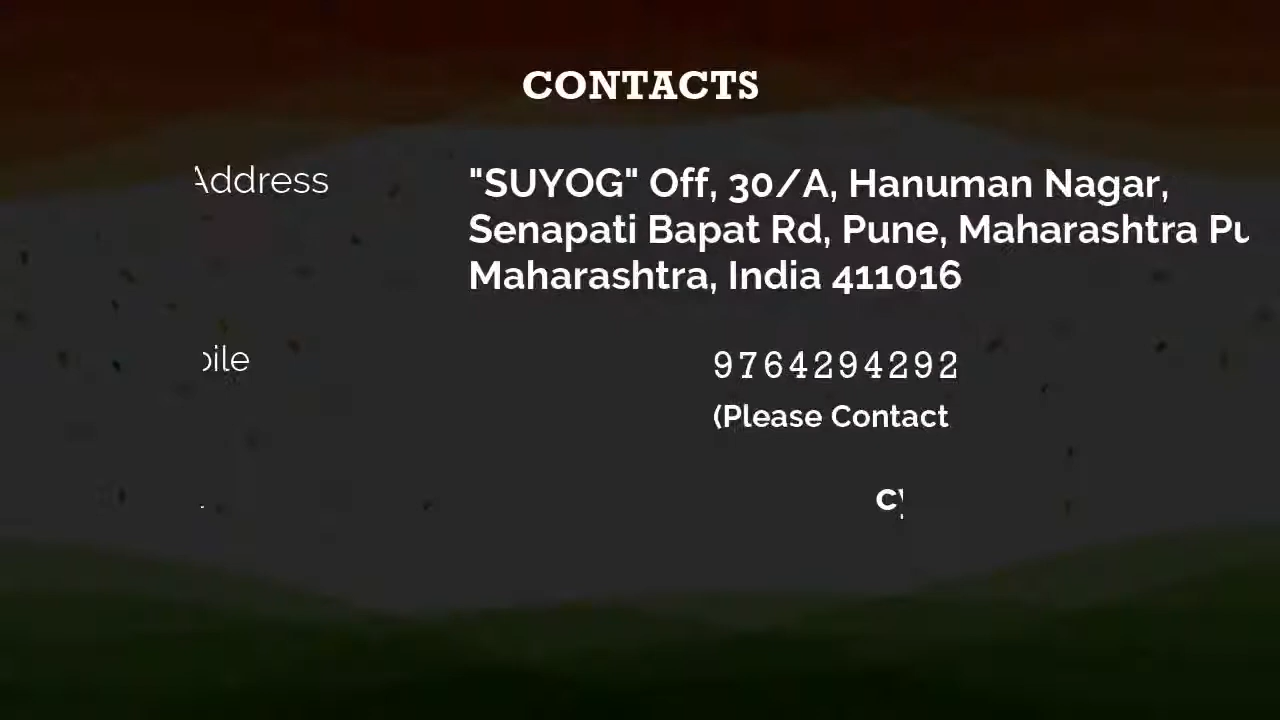 CONTACTS
Address
"SUYOG" Off, 30/A, Hanuman Nagar,
Senapati Bapat Rd, Pune, Maharashtra
Maharashtra, India 411016
9764294292
(Please Contact